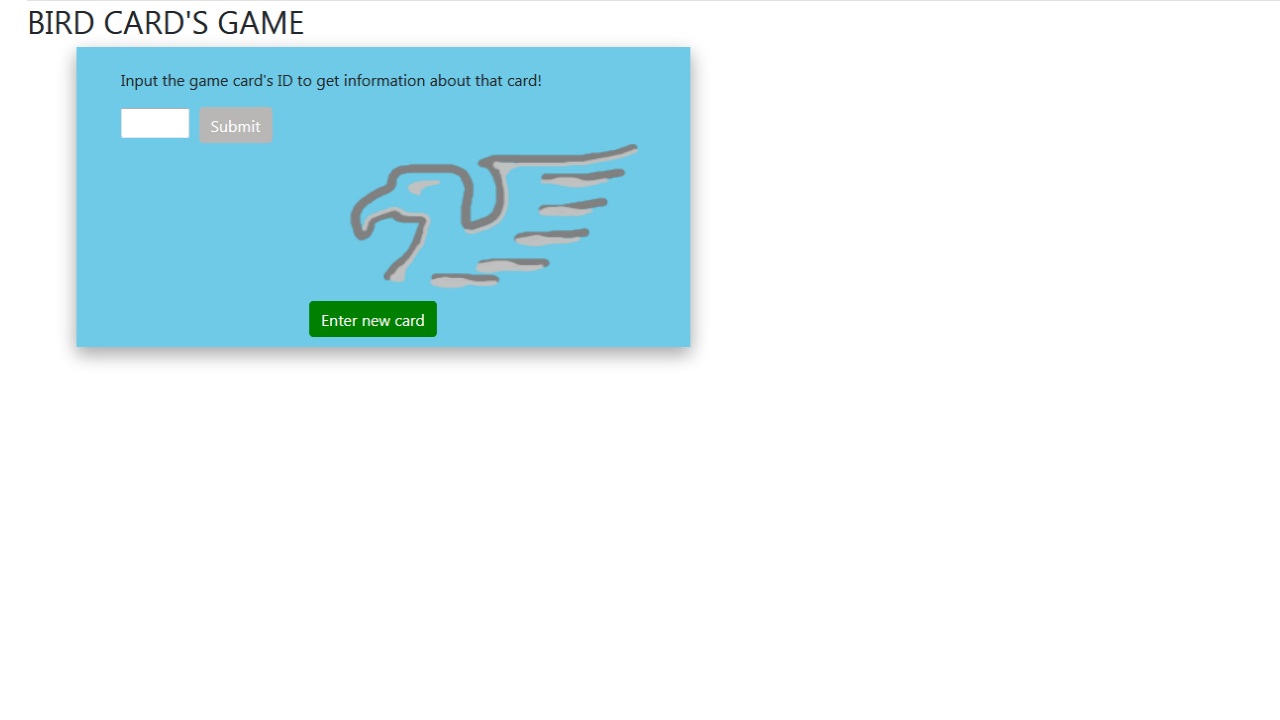 BIRD CARD'S GAME
Input the game card's ID to get information about that card!
Submit
Enter new card